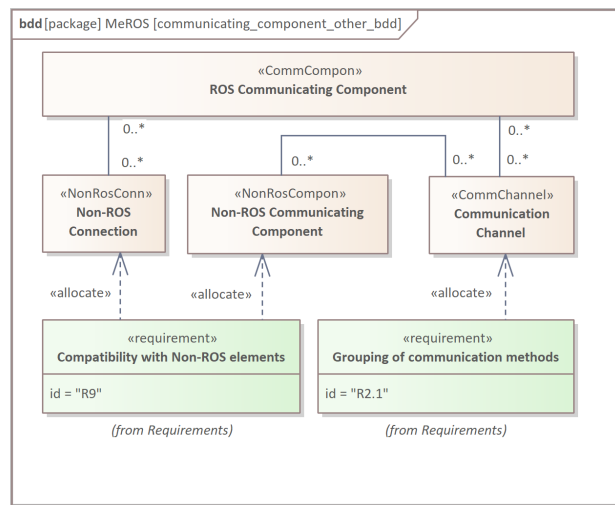 bdd [package] MeROS [communicating_component_other_bdd]
«CommCompon»
ROS Communicating Component
0..*
0..*
0..*
0..*
0..*
0..*
«NonRosConn»
Non-ROS
Connection
«NonRosCompon»
Non-ROS Communicating
Component
«CommChannel»
Communication
Channel
«allocate»
«allocate»
«allocate»
«requirement»
Compatibility with Non-ROS elements
id = "R9"
(from Requirements)
«requirement»
Grouping of communication methods
id = "R2.1"
(from Requirements)